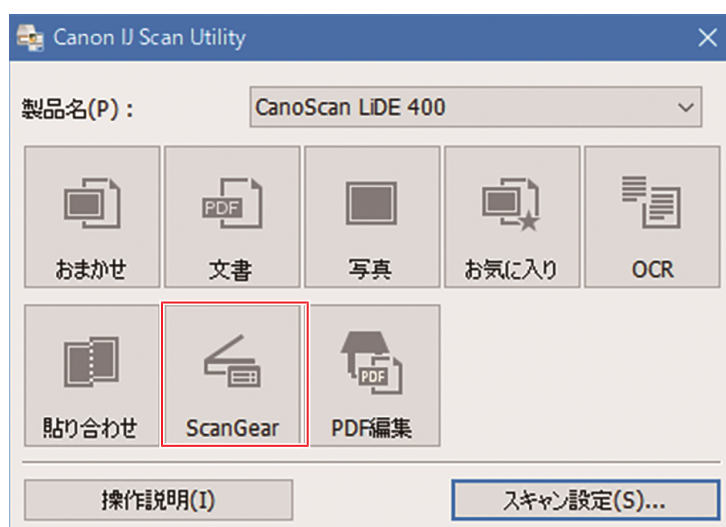 Canon IJ Scan Utility
製品名(P) :
CanoScan LiDE 400
PDF
おまかせ
文書
写真
お気に入り
OCR
PDF
貼り合わせ
ScanGear
PDF編集
操作説明(I)
スキャン設定(S)...